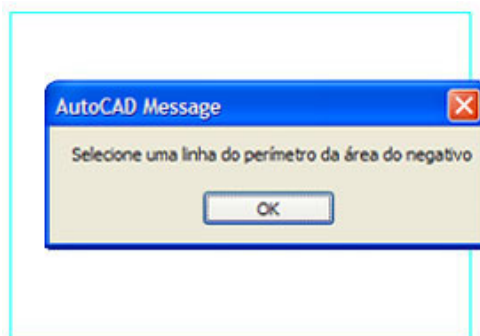 AutoCAD Message
Selecione uma linha do perímetro da área do negativo
OK